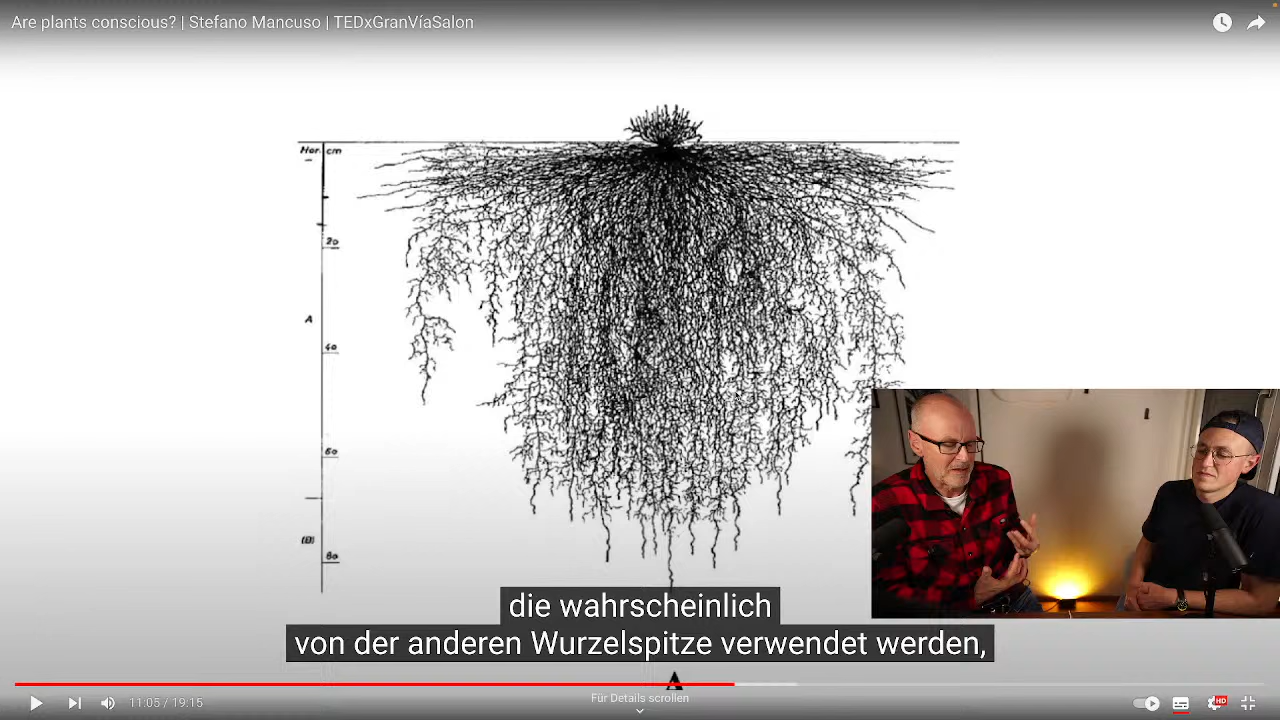 Are plants conscious? | Stefano Mancuso | TEDxGranVíaSalon
Hor. cm
20
A
40
60
(B)
80
die wahrscheinlich
von der anderen Wurzelspitze verwendet werden,
A
11:05 / 19:15
Für Details scrollen
HD